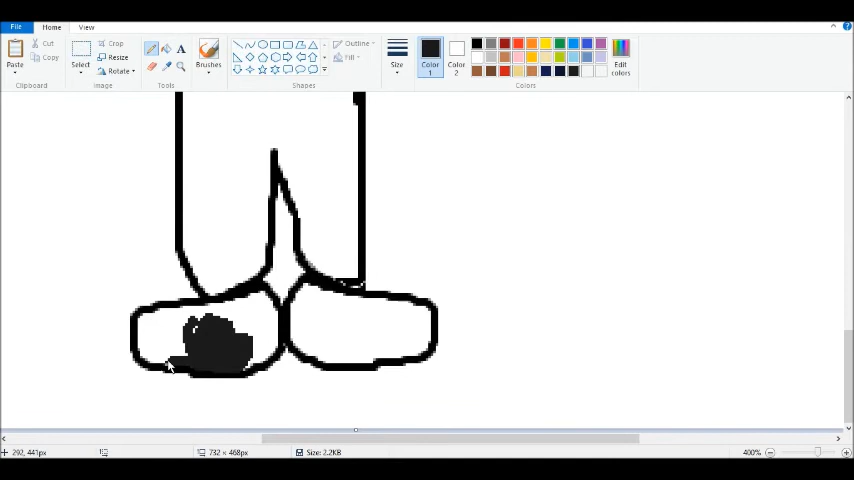 File Home View
Paste Cut Copy Select Crop Resize Rotate A Brushes Outline Fill Size Color 1 Color 2 Edit colors
Clipboard Image Tools Shapes Colors
292, 441px 732 × 468px Size: 2.2KB 400%